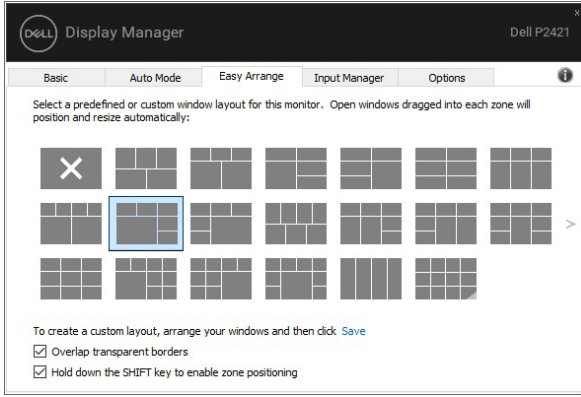 DELL Display Manager Dell P2421
Basic Auto Mode Easy Arrange Input Manager Options
Select a predefined or custom window layout for this monitor. Open windows dragged into each zone will
position and resize automatically:
To create a custom layout, arrange your windows and then click Save
Overlap transparent borders
Hold down the SHIFT key to enable zone positioning